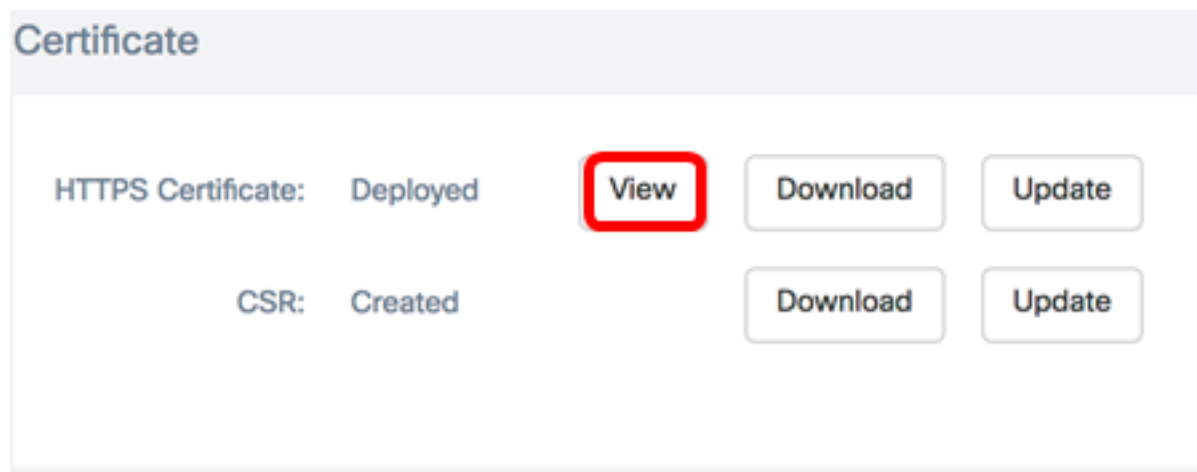 Certificate
HTTPS Certificate: Deployed View Download Update
CSR: Created Download Update